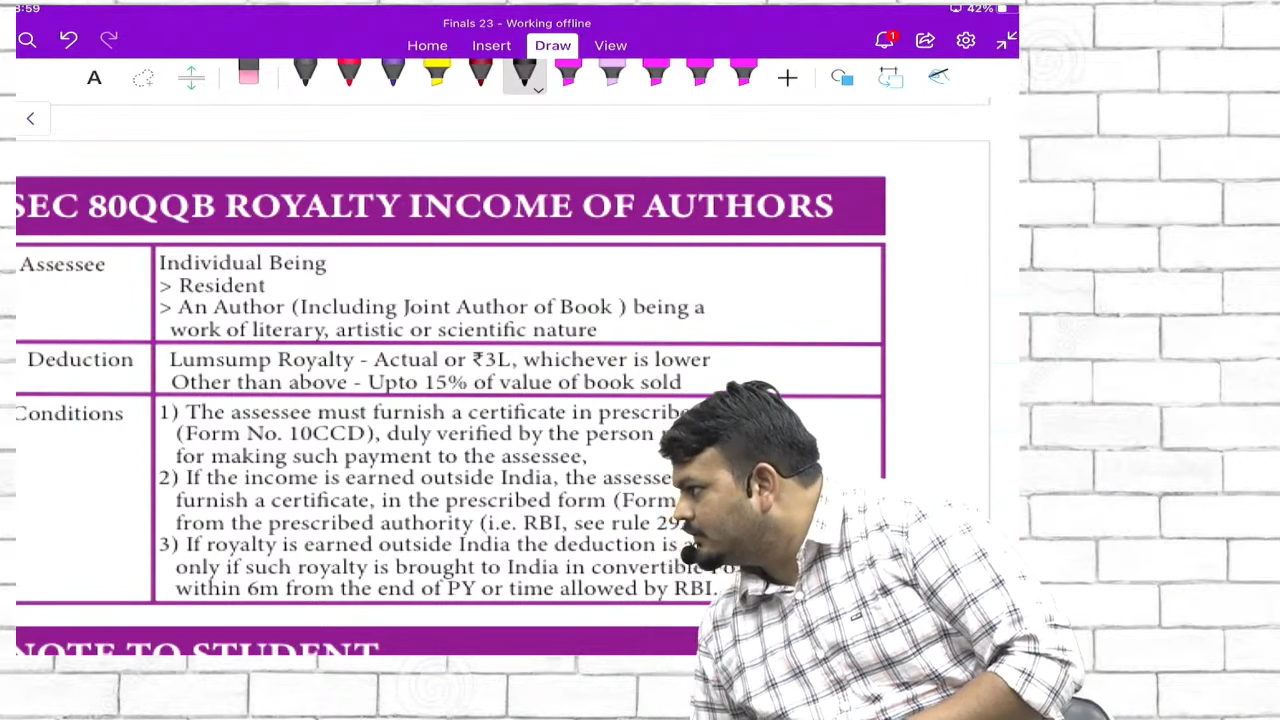 :59
42%
Finals 23 - Working offline
Home Insert Draw View
1
A
SEC 80QQB ROYALTY INCOME OF AUTHORS
Assessee
Individual Being
> Resident
> An Author (Including Joint Author of Book ) being a
work of literary, artistic or scientific nature
Deduction
Lumsump Royalty - Actual or ₹3L, whichever is lower
Other than above - Upto 15% of value of book sold
Conditions
1) The assessee must furnish a certificate in
(Form No. 10CCD), duly verified by the person
for making such payment to the assessee,
2) If the income is earned outside India, the
furnish a certificate, in the prescribed form (Form
from the prescribed authority (i.e. RBI, see rule
3) If royalty is earned outside India the deduction is
only if such royalty is brought to India in convertible
within 6m from the end of PY or time allowed by RBI.
NOTE TO STUDENT